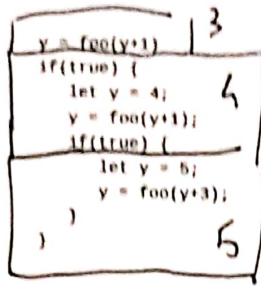 3
y = foo(y+1)
if(true) {
let y = 4;
4
y = foo(y+1);
if(true) {
let y = 5;
y = foo(y+3);
}
}
5